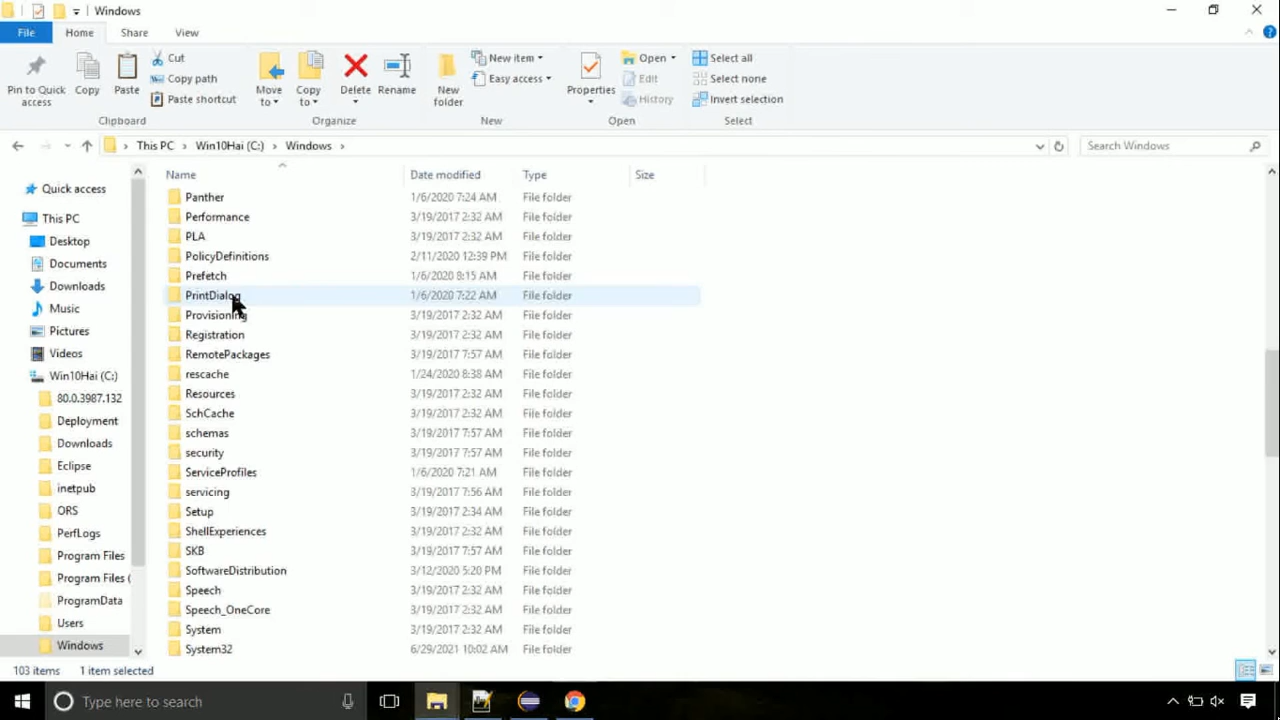 Windows
File Home Share View
Pin to Quick access
Copy
Paste
Cut
Copy path
Paste shortcut
Move to
Copy to
Delete
Rename
New folder
New item
Easy access
Properties
Open
Edit
History
Select all
Select none
Invert selection
Clipboard Organize New Open Select
This PC > Win10Hai (C:) > Windows >
Search Windows
Quick access
This PC
Desktop
Documents
Downloads
Music
Pictures
Videos
Win10Hai (C:)
80.0.3987.132
Deployment
Downloads
Eclipse
inetpub
ORS
PerfLogs
Program Files
Program Files (
ProgramData
Users
Windows
Name Date modified Type Size
Panther 1/6/2020 7:24 AM File folder
Performance 3/19/2017 2:32 AM File folder
PLA 3/19/2017 2:32 AM File folder
PolicyDefinitions 2/11/2020 12:39 PM File folder
Prefetch 1/6/2020 8:15 AM File folder
PrintDialog 1/6/2020 7:22 AM File folder
Provisioning 3/19/2017 2:32 AM File folder
Registration 3/19/2017 2:32 AM File folder
RemotePackages 3/19/2017 7:57 AM File folder
rescache 1/24/2020 8:38 AM File folder
Resources 3/19/2017 2:32 AM File folder
SchCache 3/19/2017 2:32 AM File folder
schemas 3/19/2017 7:57 AM File folder
security 3/19/2017 7:57 AM File folder
ServiceProfiles 1/6/2020 7:21 AM File folder
servicing 3/19/2017 7:56 AM File folder
Setup 3/19/2017 2:34 AM File folder
ShellExperiences 3/19/2017 2:32 AM File folder
SKB 3/19/2017 7:57 AM File folder
SoftwareDistribution 3/12/2020 5:20 PM File folder
Speech 3/19/2017 2:32 AM File folder
Speech_OneCore 3/19/2017 2:32 AM File folder
System 3/19/2017 2:32 AM File folder
System32 6/29/2021 10:02 AM File folder
103 items 1 item selected
Type here to search